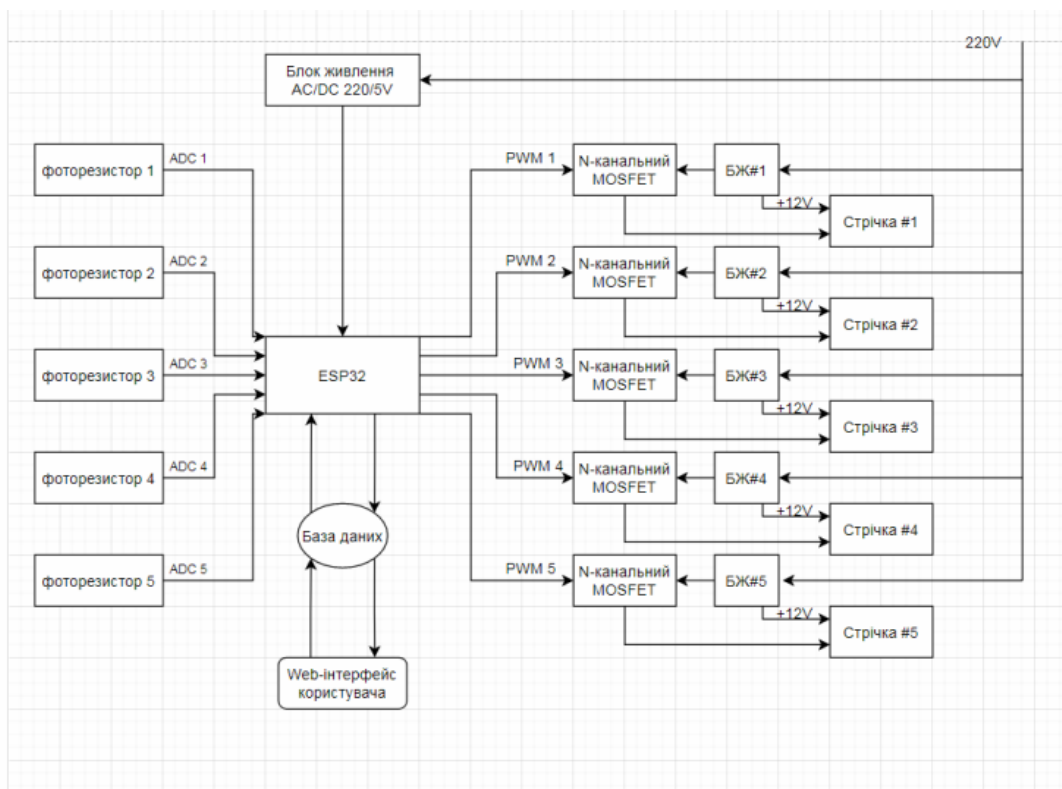 220V
Блок живлення
AC/DC 220/5V
фоторезистор 1
ADC 1
PWM 1
N-канальний
MOSFET
БЖ#1
+12V
Стрічка #1
фоторезистор 2
ADC 2
PWM 2
N-канальний
MOSFET
БЖ#2
+12V
Стрічка #2
фоторезистор 3
ADC 3
ESP32
PWM 3
N-канальний
MOSFET
БЖ#3
+12V
Стрічка #3
фоторезистор 4
ADC 4
PWM 4
N-канальний
MOSFET
БЖ#4
+12V
Стрічка #4
База даних
фоторезистор 5
ADC 5
PWM 5
N-канальний
MOSFET
БЖ#5
+12V
Стрічка #5
Web-інтерфейс
користувача